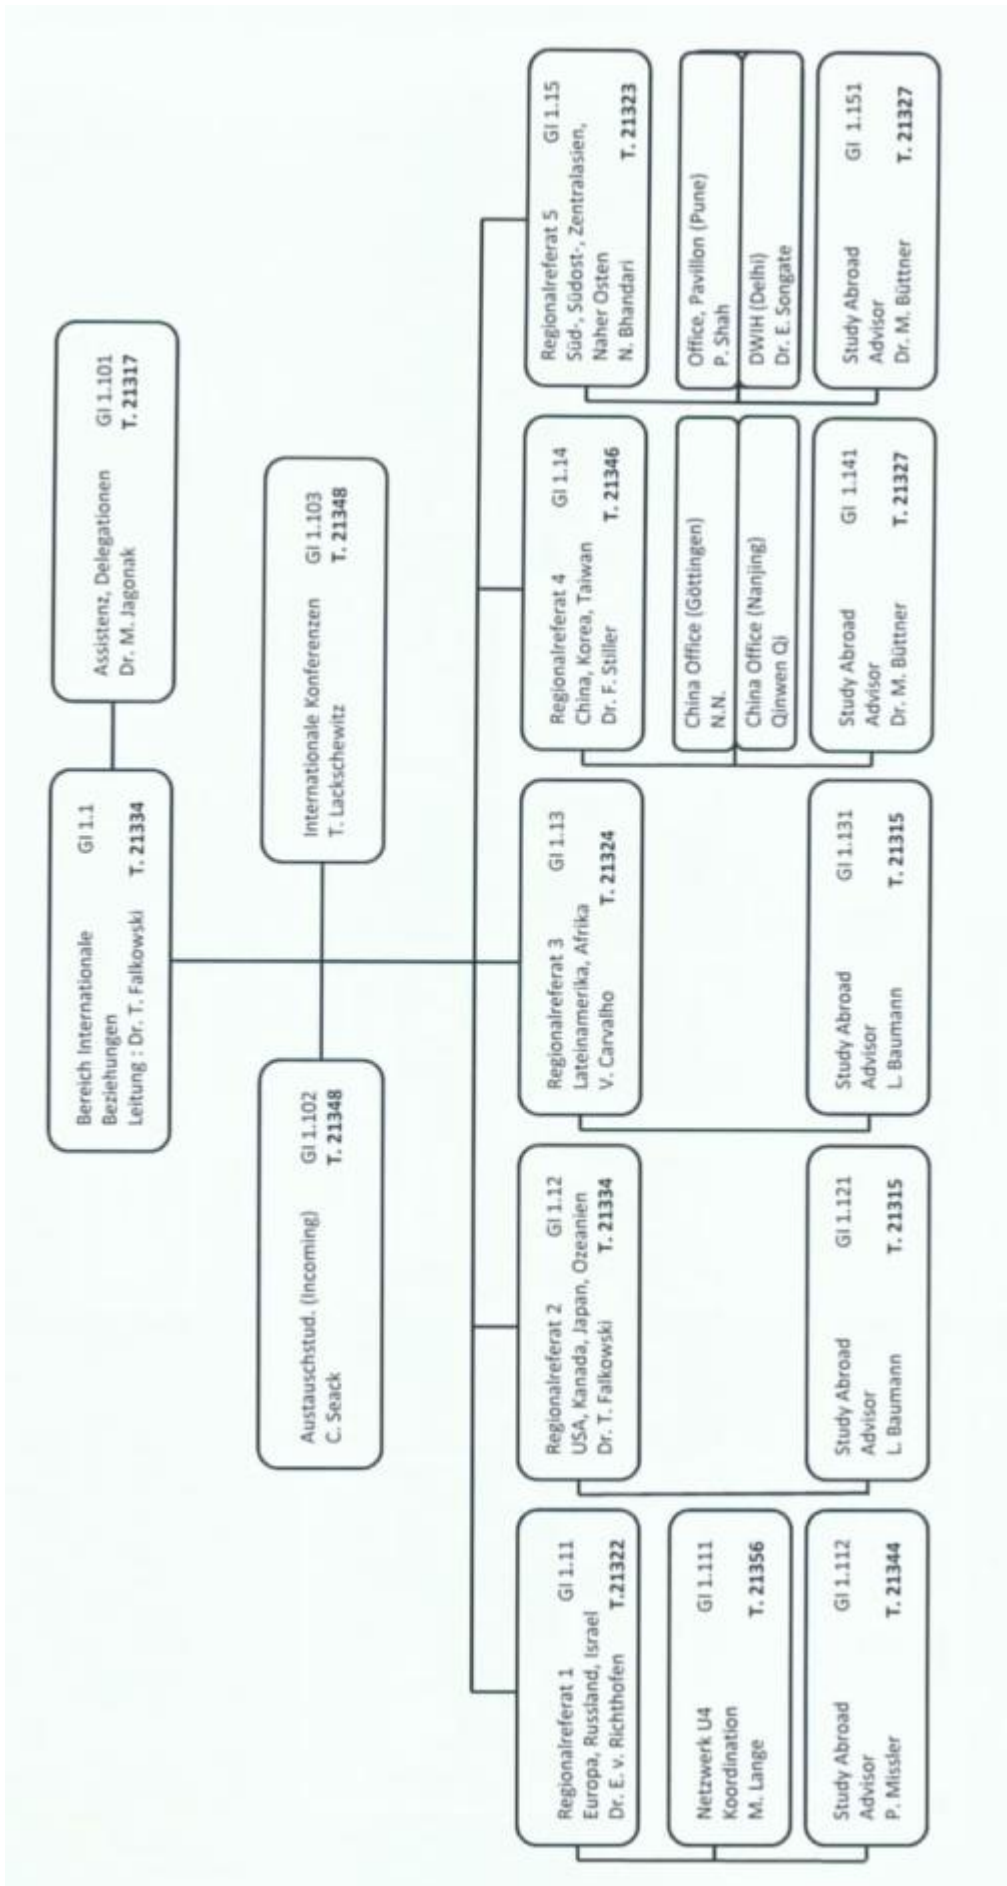 Bereich Internationale GI 1.1
Beziehungen
Leitung : Dr. T. Falkowski T. 21334
Assistenz, Delegationen GI 1.101
Dr. M. Jagonak T. 21317
Austauschstud. (Incoming) GI 1.102
C. Seack T. 21348
Internationale Konferenzen GI 1.103
T. Lackschewitz T. 21348
Regionalreferat 1 GI 1.11
Europa, Russland, Israel
Dr. E. v. Richthofen T.21322
Netzwerk U4 GI 1.111
Koordination
M. Lange T. 21356
Study Abroad GI 1.112
Advisor
P. Missler T. 21344
Regionalreferat 2 GI 1.12
USA, Kanada, Japan, Ozeanien
Dr. T. Falkowski T. 21334
Study Abroad GI 1.121
Advisor
L. Baumann T. 21315
Regionalreferat 3 GI 1.13
Lateinamerika, Afrika
V. Carvalho T. 21324
Study Abroad GI 1.131
Advisor
L. Baumann T. 21315
Regionalreferat 4 GI 1.14
China, Korea, Taiwan
Dr. F. Stiller T. 21346
China Office (Göttingen)
N.N.
China Office (Nanjing)
Qinwen Qi
Study Abroad GI 1.141
Advisor
Dr. M. Büttner T. 21327
Regionalreferat 5 GI 1.15
Süd-, Südost-, Zentralasien,
Naher Osten
N. Bhandari T. 21323
Office, Pavillon (Pune)
P. Shah
DWIH (Delhi)
Dr. E. Songate
Study Abroad GI 1.151
Advisor
Dr. M. Büttner T. 21327